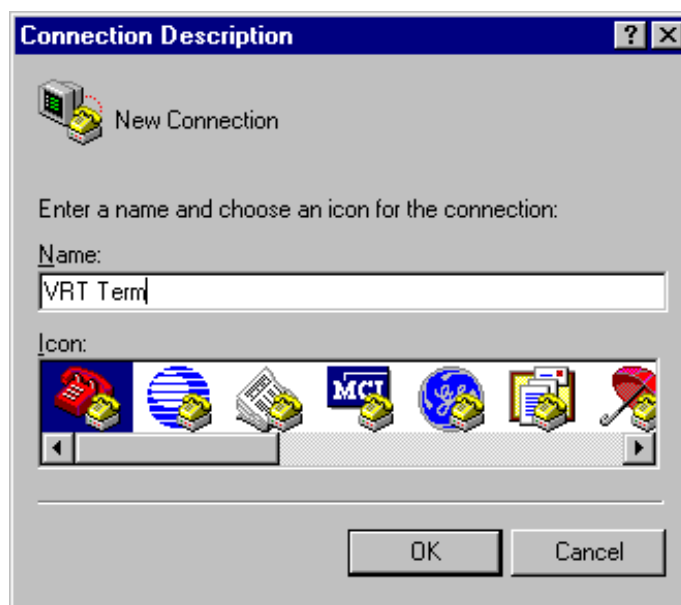 Connection Description
New Connection
Enter a name and choose an icon for the connection:
Name:
VRT Term
Icon:
MCI
OK
Cancel